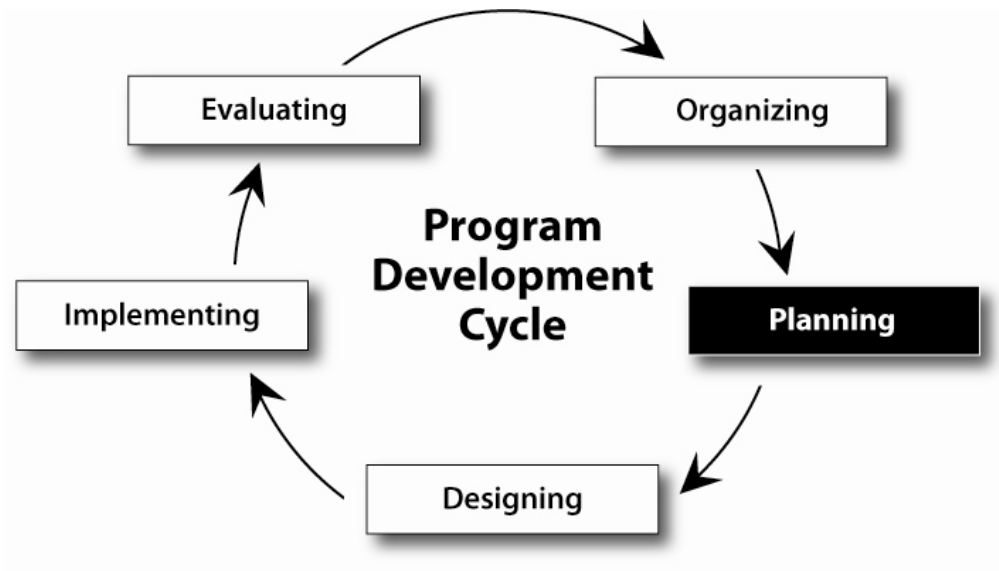 Evaluating
Organizing
Program
Development
Cycle
Implementing
Planning
Designing